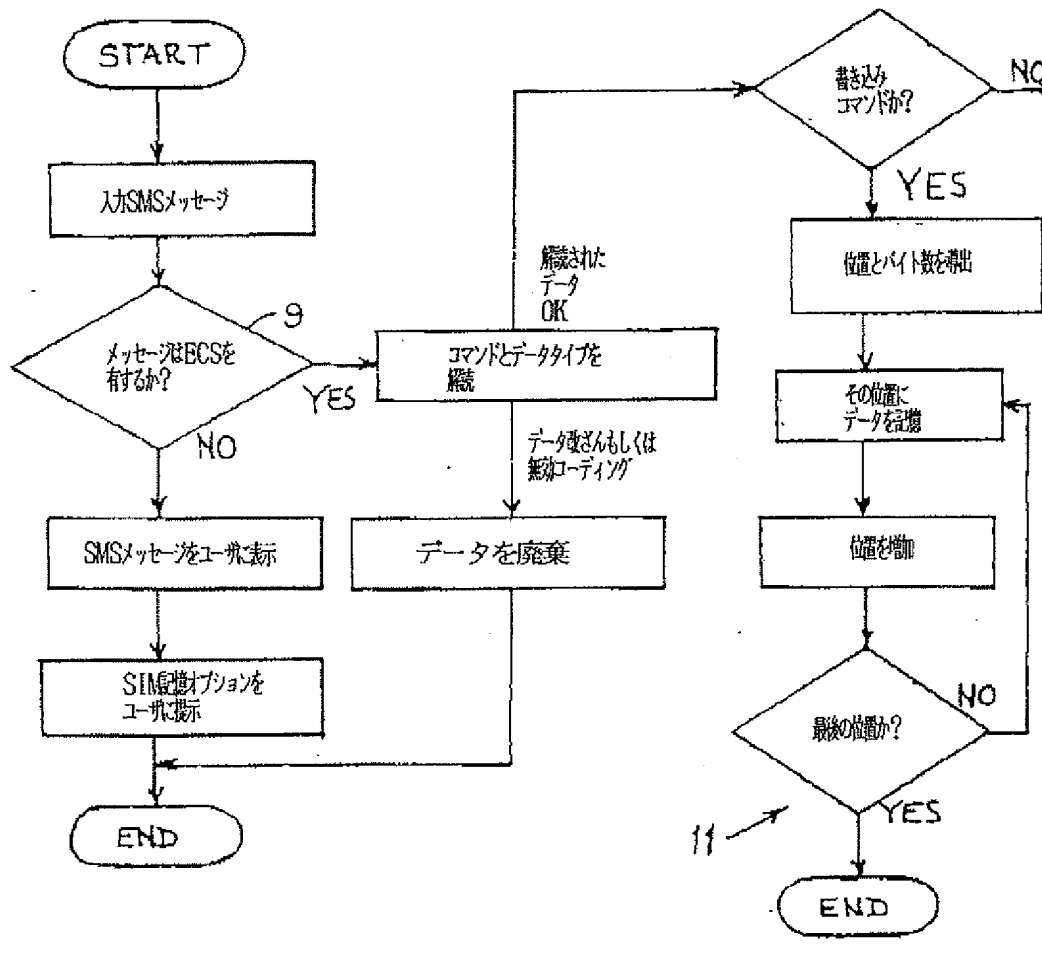 START
入力SMSメッセージ
9
メッセージはECSを
有するか?
YES
NO
SMSメッセージをユーザに表示
SIM記憶オプションを
ユーザに提示
END
コマンドとデータタイプを
解読
解読された
データ
OK
データ改ざんもしくは
無効コーディング
データを廃棄
書き込み
コマンドか?
NO
YES
位置とバイト数を導出
その位置に
データを記憶
位置を増加
最後の位置か?
NO
YES
11
END